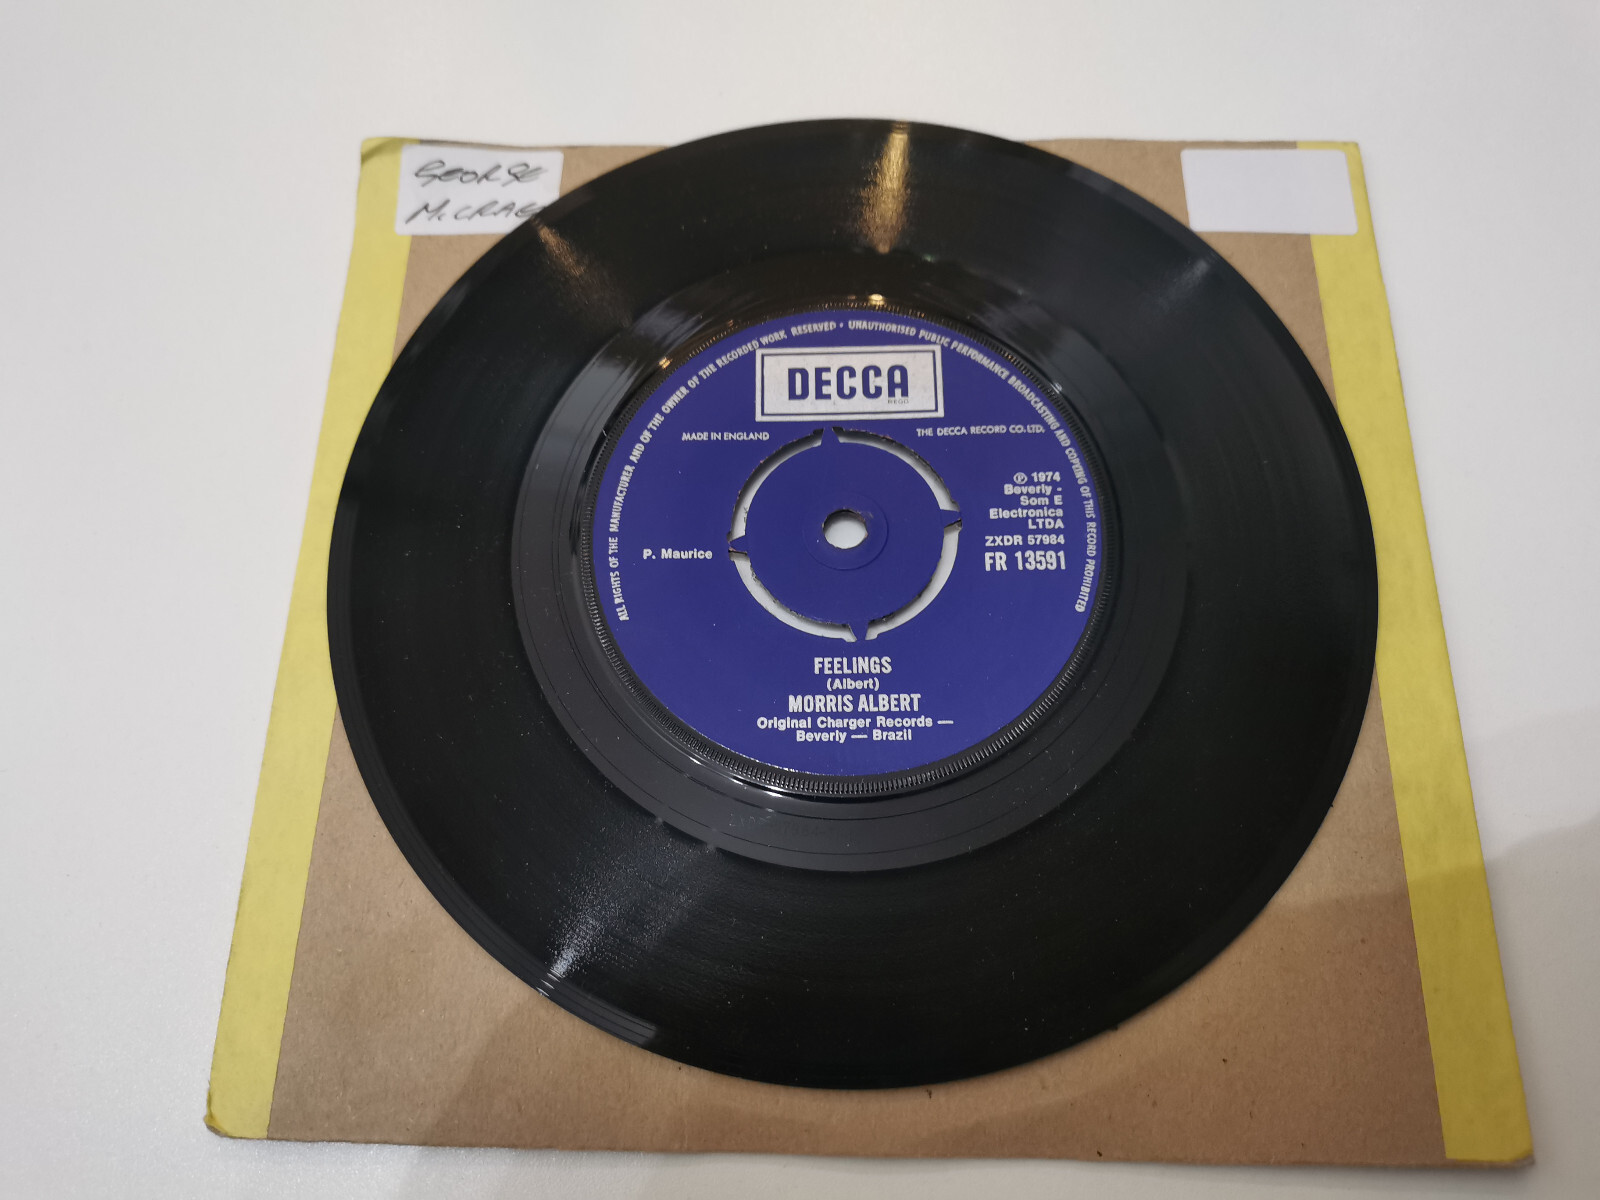 GEORGE
McCRAE
ALL RIGHTS OF THE MANUFACTURER AND OF THE OWNER OF THE RECORDED WORK RESERVED • UNAUTHORISED PUBLIC PERFORMANCE BROADCASTING AND COPYING OF THIS RECORD PROHIBITED
DECCA
REGD
MADE IN ENGLAND
THE DECCA RECORD CO. LTD.
℗ 1974
Beverly -
Som E
Electronica
LTDA
ZXDR 57984
FR 13591
P. Maurice
FEELINGS
(Albert)
MORRIS ALBERT
Original Charger Records —
Beverly — Brazil